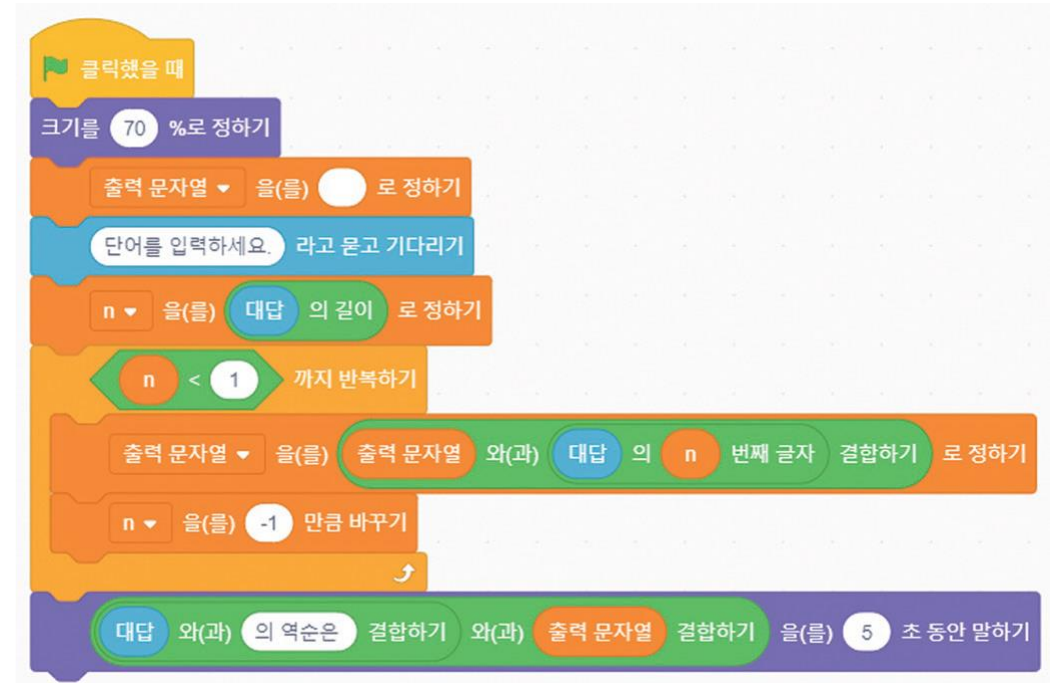 클릭했을 때
크기를 70 %로 정하기
출력 문자열 을(를) 로 정하기
단어를 입력하세요. 라고 묻고 기다리기
n 을(를) 대답 의 길이 로 정하기
n < 1 까지 반복하기
출력 문자열 을(를) 출력 문자열 와(과) 대답 의 n 번째 글자 결합하기 로 정하기
n 을(를) -1 만큼 바꾸기
대답 와(과) 의 역순은 결합하기 와(과) 출력 문자열 결합하기 을(를) 5 초 동안 말하기